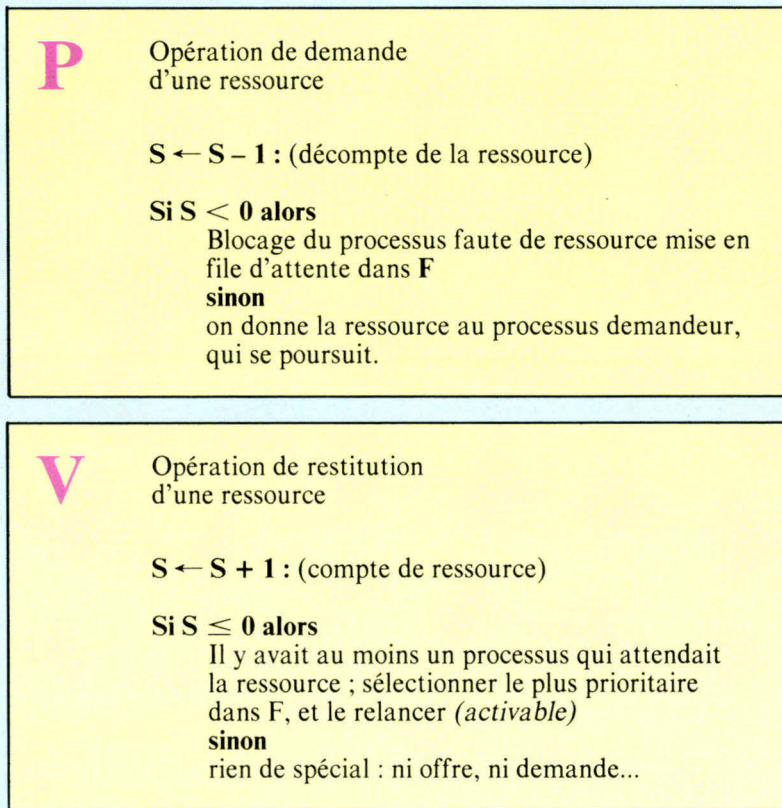 P
Opération de demande
d'une ressource
S ← S – 1 : (décompte de la ressource)
Si S < 0 alors
Blocage du processus faute de ressource mise en
file d'attente dans F
sinon
on donne la ressource au processus demandeur,
qui se poursuit.
V
Opération de restitution
d'une ressource
S ← S + 1 : (compte de ressource)
Si S ≤ 0 alors
Il y avait au moins un processus qui attendait
la ressource ; sélectionner le plus prioritaire
dans F, et le relancer (activable)
sinon
rien de spécial : ni offre, ni demande...